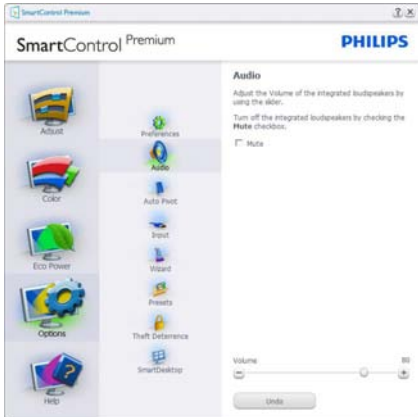 SmartControl Premium
SmartControl Premium
PHILIPS
Adjust
Color
Eco Power
Options
Help
Preferences
Audio
Auto Pivot
Input
Wizard
Presets
Theft Deterrence
SmartDesktop
Audio
Adjust the Volume of the integrated loudspeakers by
using the slider.
Turn off the integrated loudspeakers by checking the
Mute checkbox.
Mute
Volume 80
Undo